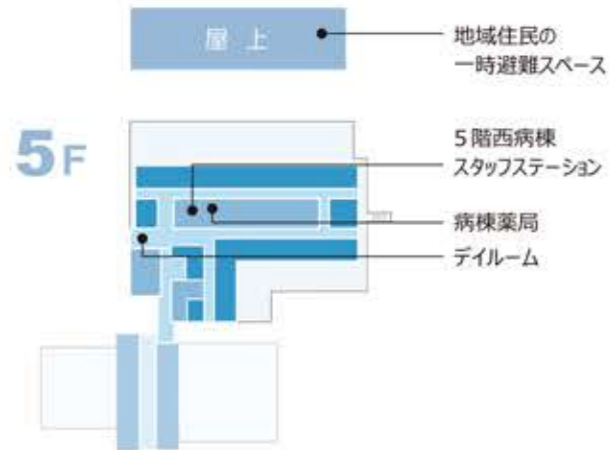 屋 上
地域住民の
一時避難スペース
5F
5階西病棟
スタッフステーション
病棟薬局
デイルーム